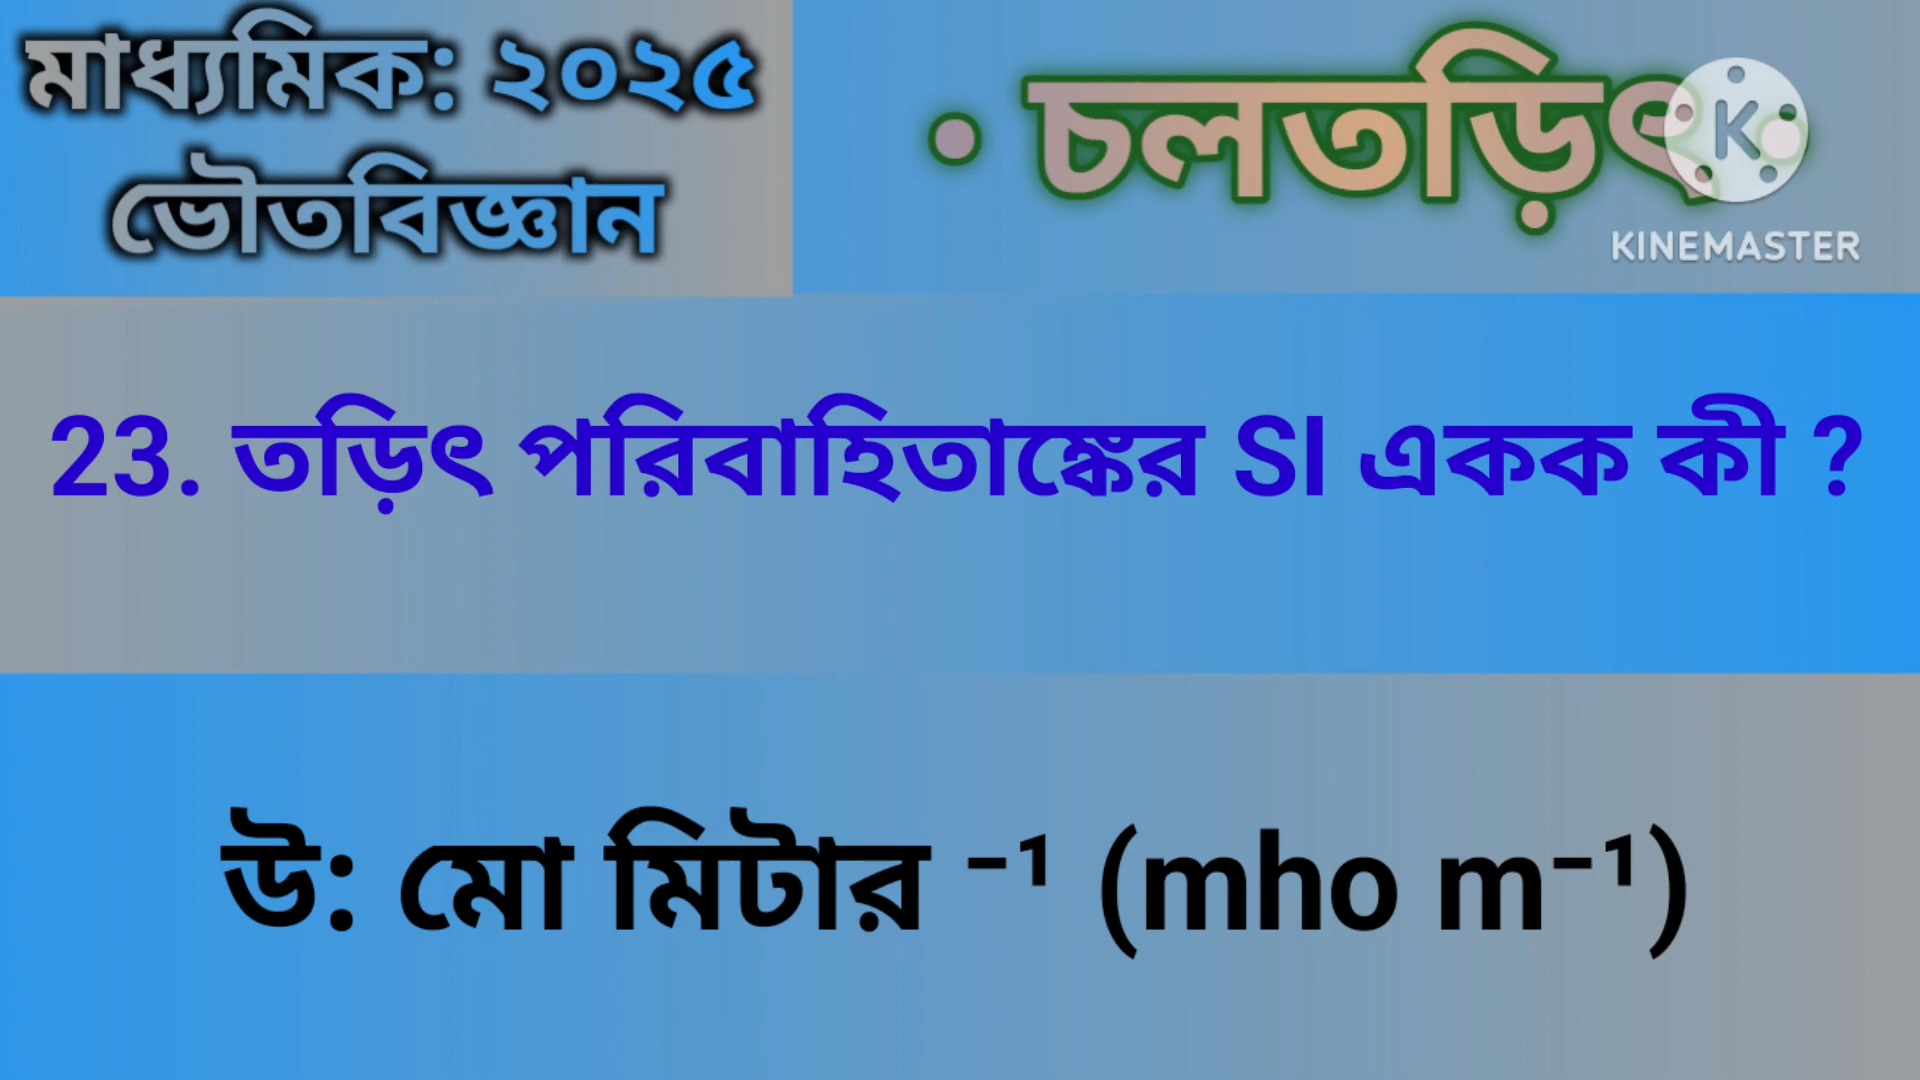 মাধ্যমিক: ২০২৫
ভৌতবিজ্ঞান
• চলতড়িৎ •
K
KINEMASTER
23. তড়িৎ পরিবাহিতাঙ্কের SI একক কী ?
উ: মো মিটার ⁻¹ (mho m⁻¹)